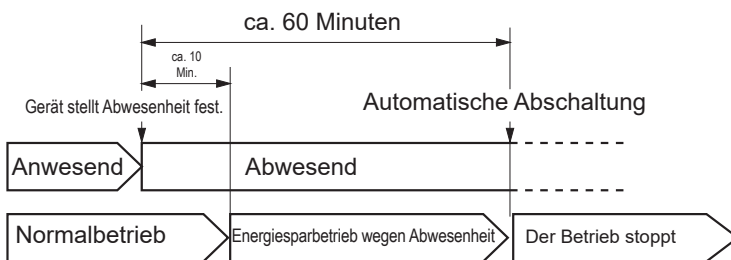 ca. 60 Minuten
ca. 10
Min.
Gerät stellt Abwesenheit fest.
Automatische Abschaltung
Anwesend
Abwesend
Normalbetrieb
Energiesparbetrieb wegen Abwesenheit
Der Betrieb stoppt